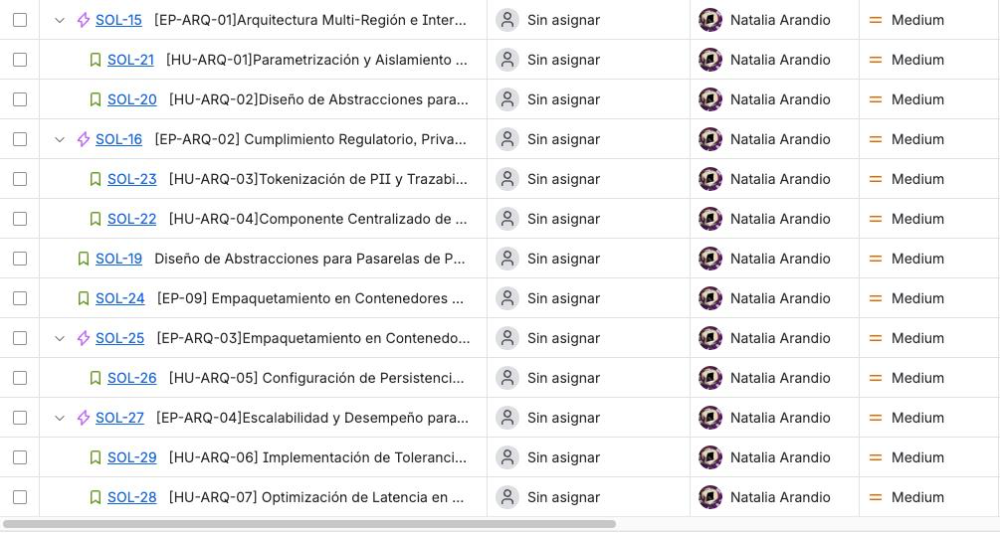 SOL-15 [EP-ARQ-01]Arquitectura Multi-Región e Inter... Sin asignar Natalia Arandio Medium
SOL-21 [HU-ARQ-01]Parametrización y Aislamiento ... Sin asignar Natalia Arandio Medium
SOL-20 [HU-ARQ-02]Diseño de Abstracciones para... Sin asignar Natalia Arandio Medium
SOL-16 [EP-ARQ-02] Cumplimiento Regulatorio, Priva... Sin asignar Natalia Arandio Medium
SOL-23 [HU-ARQ-03]Tokenización de PII y Trazabi... Sin asignar Natalia Arandio Medium
SOL-22 [HU-ARQ-04]Componente Centralizado de ... Sin asignar Natalia Arandio Medium
SOL-19 Diseño de Abstracciones para Pasarelas de P... Sin asignar Natalia Arandio Medium
SOL-24 [EP-09] Empaquetamiento en Contenedores ... Sin asignar Natalia Arandio Medium
SOL-25 [EP-ARQ-03]Empaquetamiento en Contenedo... Sin asignar Natalia Arandio Medium
SOL-26 [HU-ARQ-05] Configuración de Persistenci... Sin asignar Natalia Arandio Medium
SOL-27 [EP-ARQ-04]Escalabilidad y Desempeño para... Sin asignar Natalia Arandio Medium
SOL-29 [HU-ARQ-06] Implementación de Toleranci... Sin asignar Natalia Arandio Medium
SOL-28 [HU-ARQ-07] Optimización de Latencia en ... Sin asignar Natalia Arandio Medium